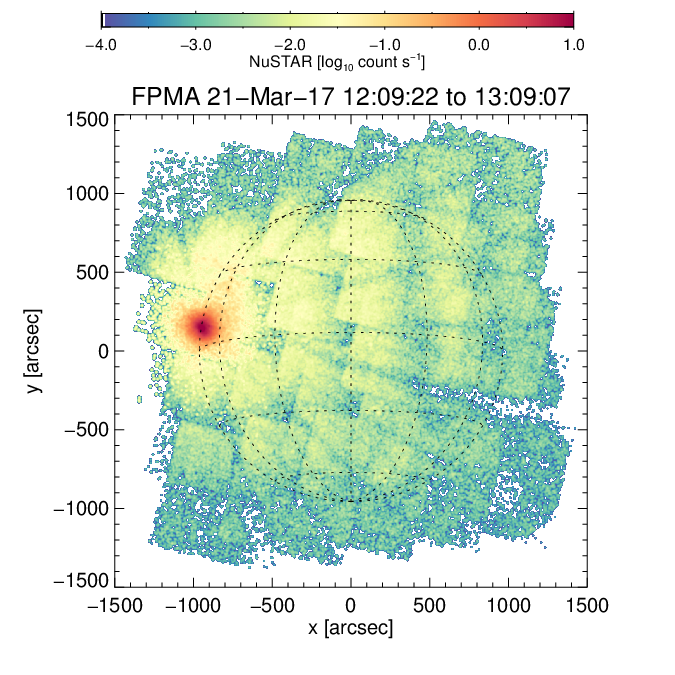 −4.0 −3.0 −2.0 −1.0 0.0 1.0
NuSTAR [log₁₀ count s⁻¹]
FPMA 21−Mar−17 12:09:22 to 13:09:07
1500
1000
500
0
−500
−1000
−1500
y [arcsec]
−1500 −1000 −500 0 500 1000 1500
x [arcsec]